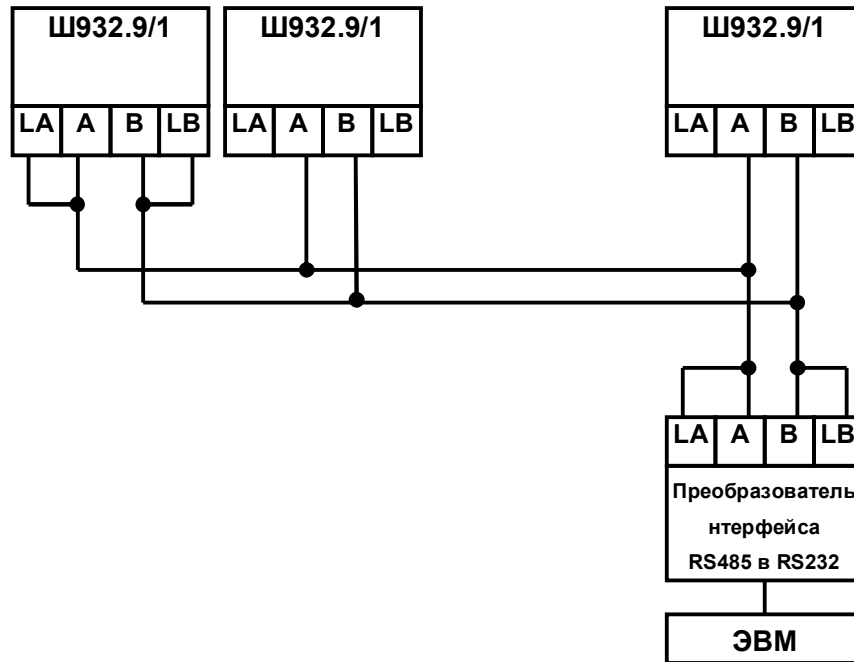 Ш932.9/1 Ш932.9/1 Ш932.9/1
LA A B LB LA A B LB LA A B LB
LA A B LB
Преобразователь
нтерфейса
RS485 в RS232
ЭВМ